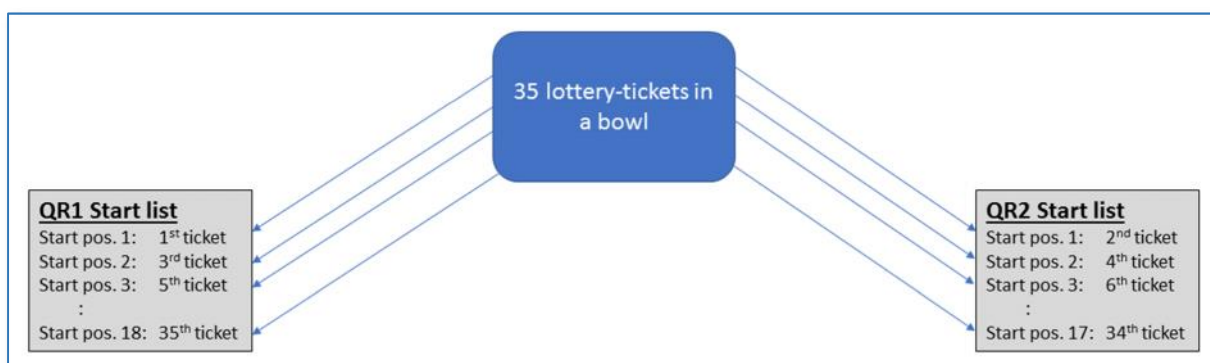 35 lottery-tickets in
a bowl
QR1 Start list
Start pos. 1: 1st ticket
Start pos. 2: 3rd ticket
Start pos. 3: 5th ticket
:
Start pos. 18: 35th ticket
QR2 Start list
Start pos. 1: 2nd ticket
Start pos. 2: 4th ticket
Start pos. 3: 6th ticket
:
Start pos. 17: 34th ticket